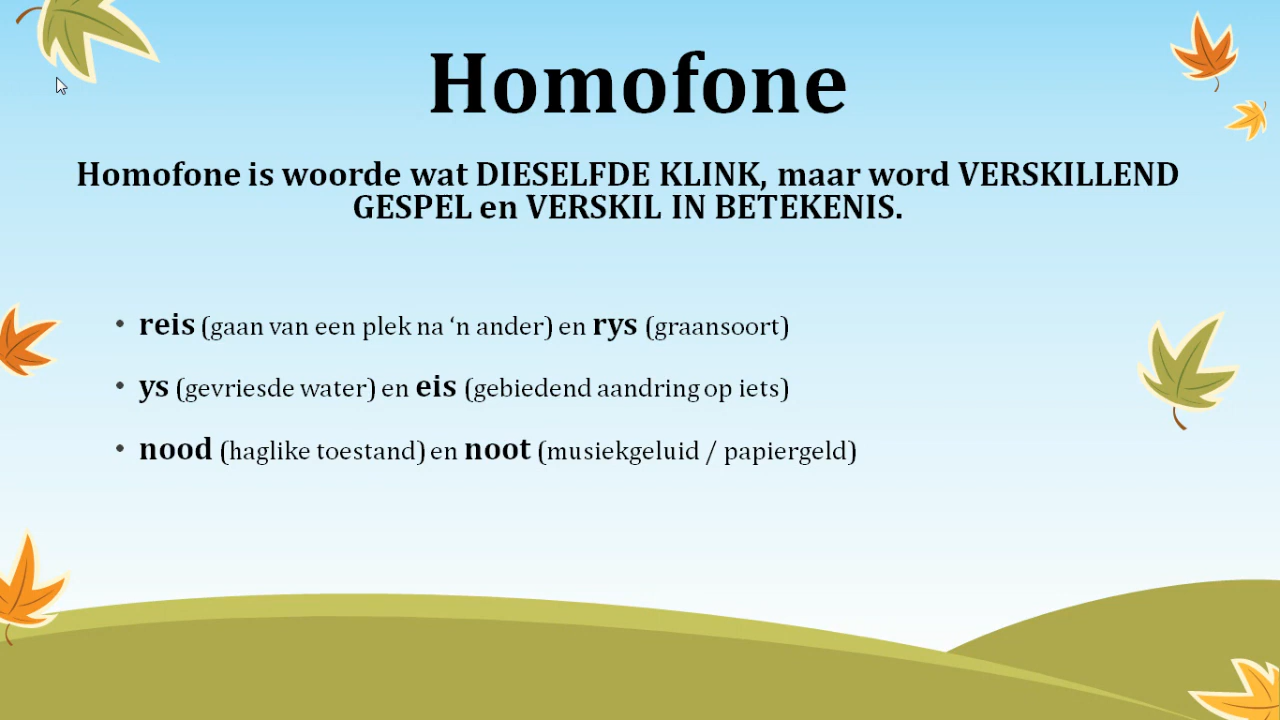 Homofone
Homofone is woorde wat DIESELFDE KLINK, maar word VERSKILLEND
GESPEL en VERSKIL IN BETEKENIS.
• reis (gaan van een plek na ‘n ander) en rys (graansoort)
• ys (gevriesde water) en eis (gebiedend aandring op iets)
• nood (haglike toestand) en noot (musiekgeluid / papiergeld)